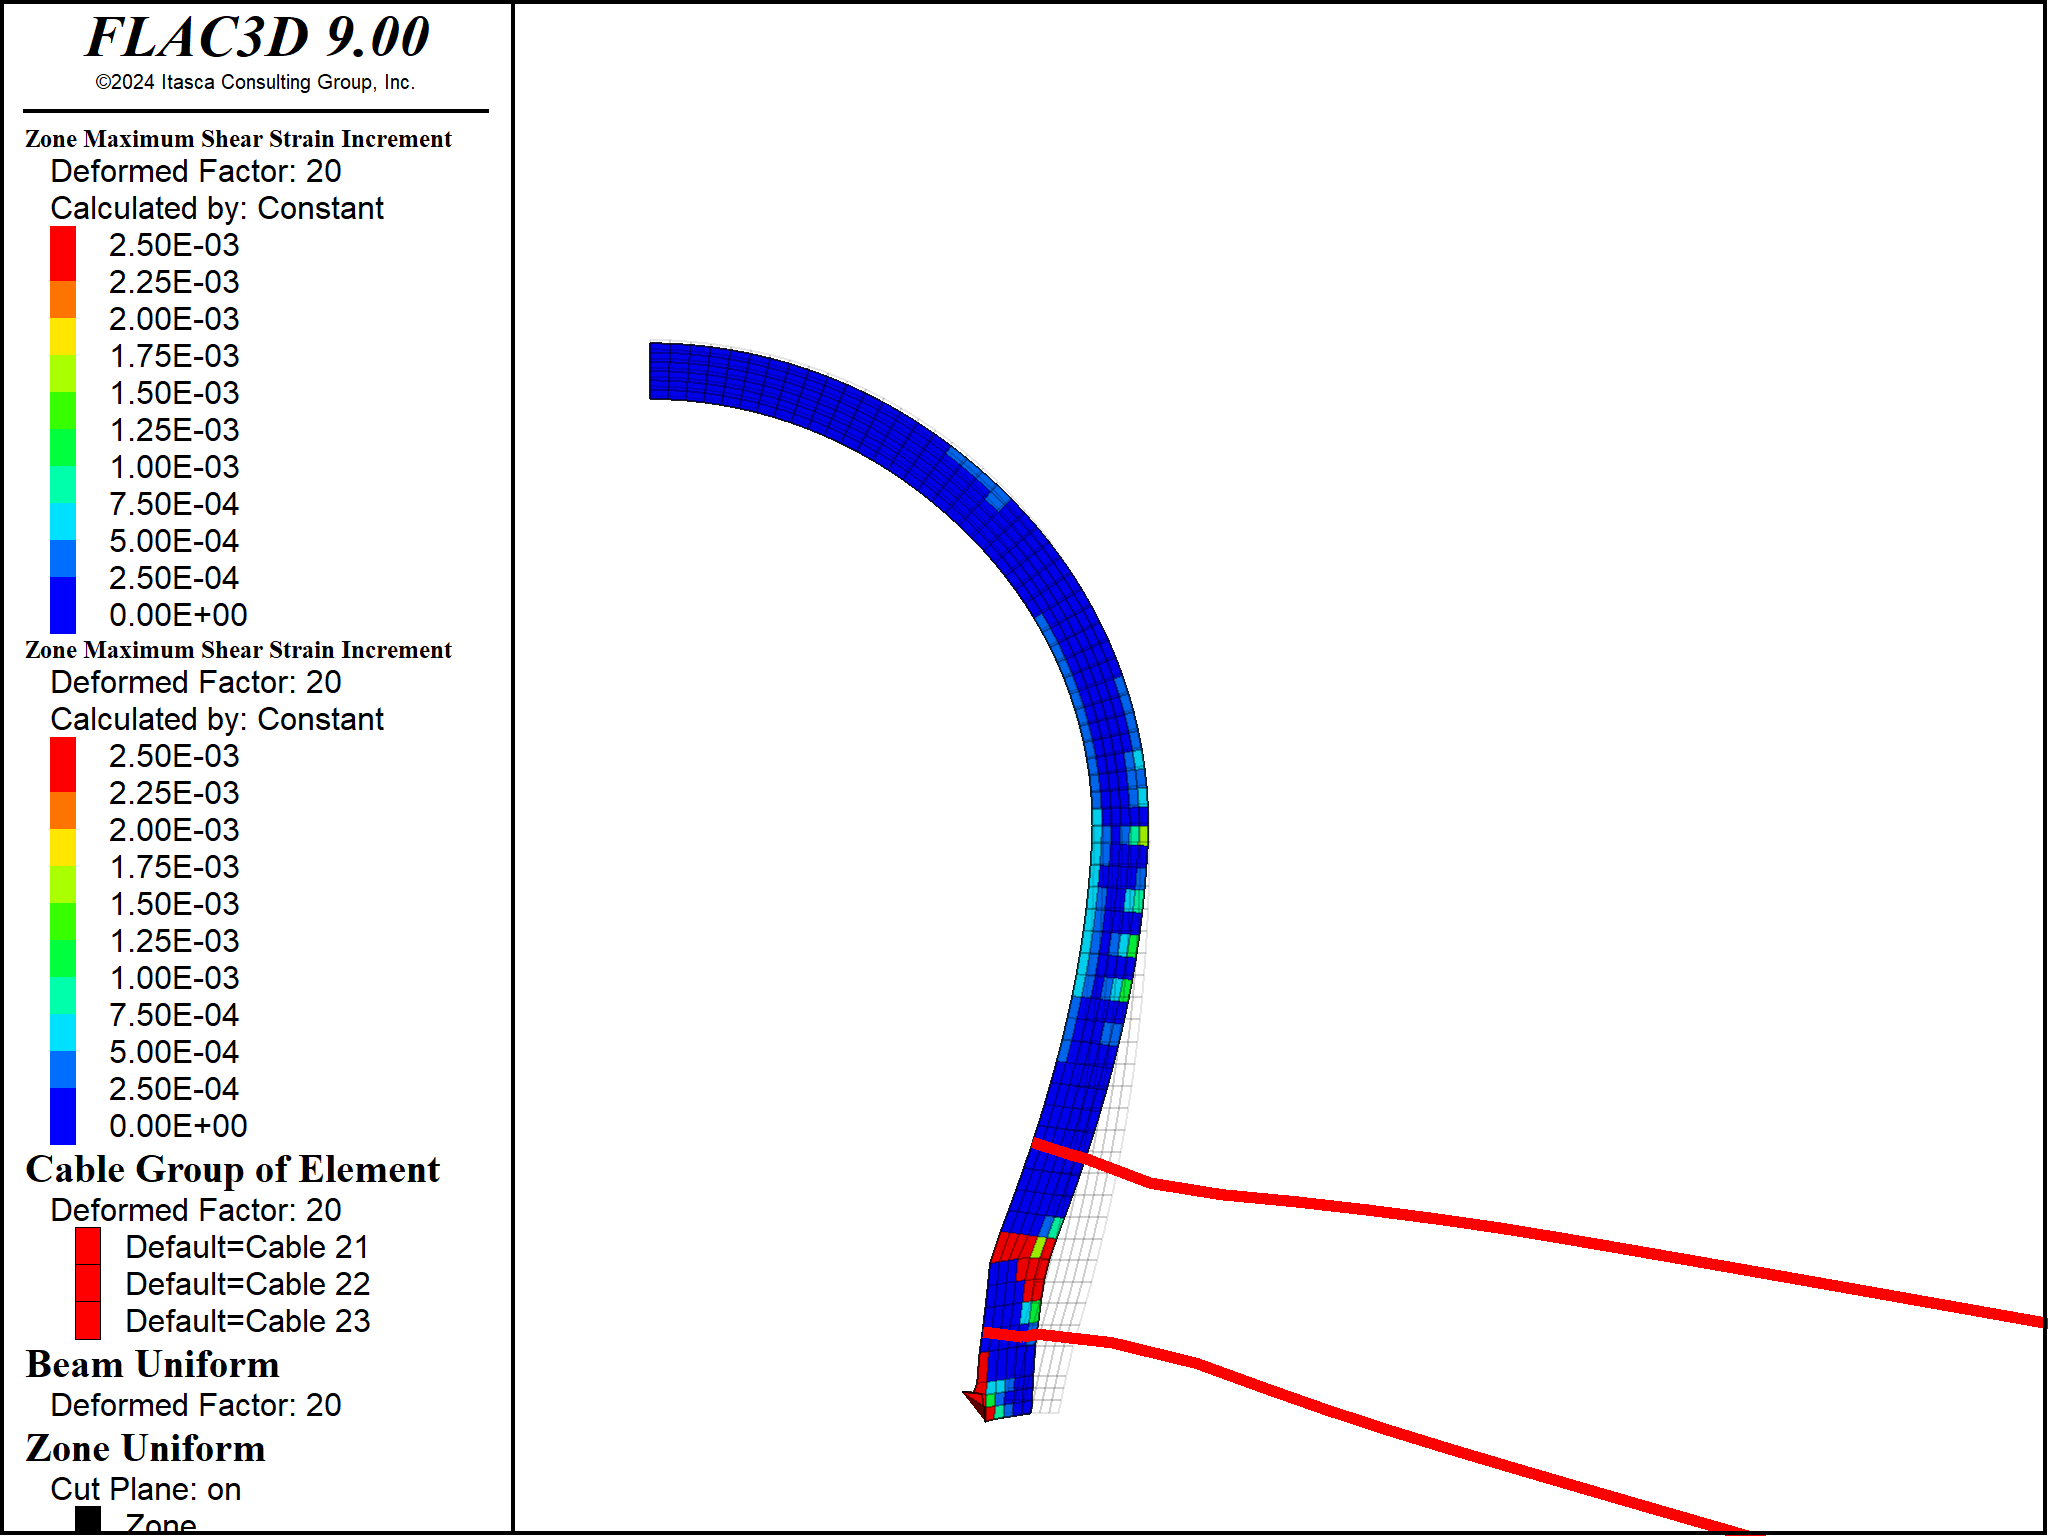 FLAC3D 9.00
©2024 Itasca Consulting Group, Inc.
Zone Maximum Shear Strain Increment
Deformed Factor: 20
Calculated by: Constant
2.50E-03
2.25E-03
2.00E-03
1.75E-03
1.50E-03
1.25E-03
1.00E-03
7.50E-04
5.00E-04
2.50E-04
0.00E+00
Zone Maximum Shear Strain Increment
Deformed Factor: 20
Calculated by: Constant
2.50E-03
2.25E-03
2.00E-03
1.75E-03
1.50E-03
1.25E-03
1.00E-03
7.50E-04
5.00E-04
2.50E-04
0.00E+00
Cable Group of Element
Deformed Factor: 20
Default=Cable 21
Default=Cable 22
Default=Cable 23
Beam Uniform
Deformed Factor: 20
Zone Uniform
Cut Plane: on
Zone